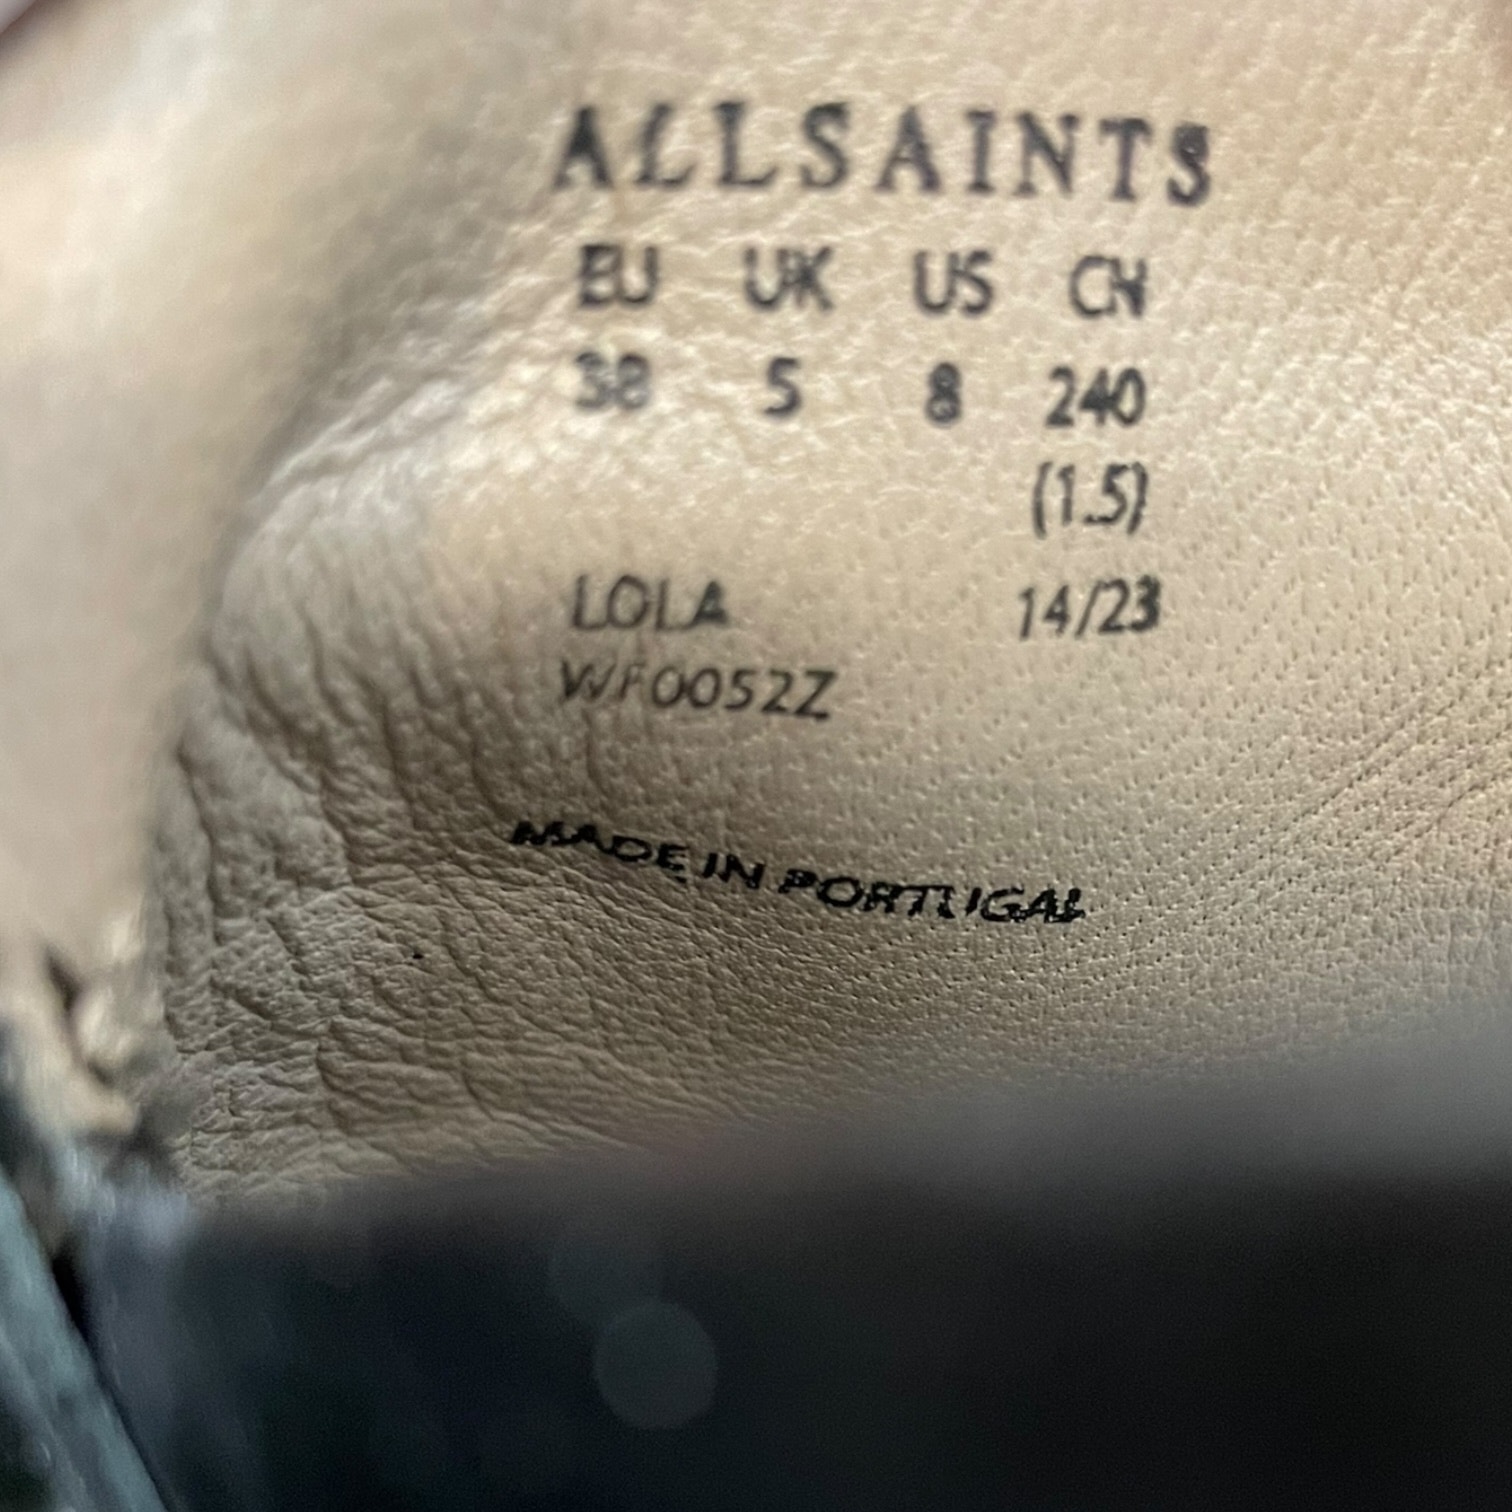 ALLSAINTS
EU UK US CN
38 5 8 240
(1.5)
LOLA 14/23
WF0052Z
MADE IN PORTUGAL